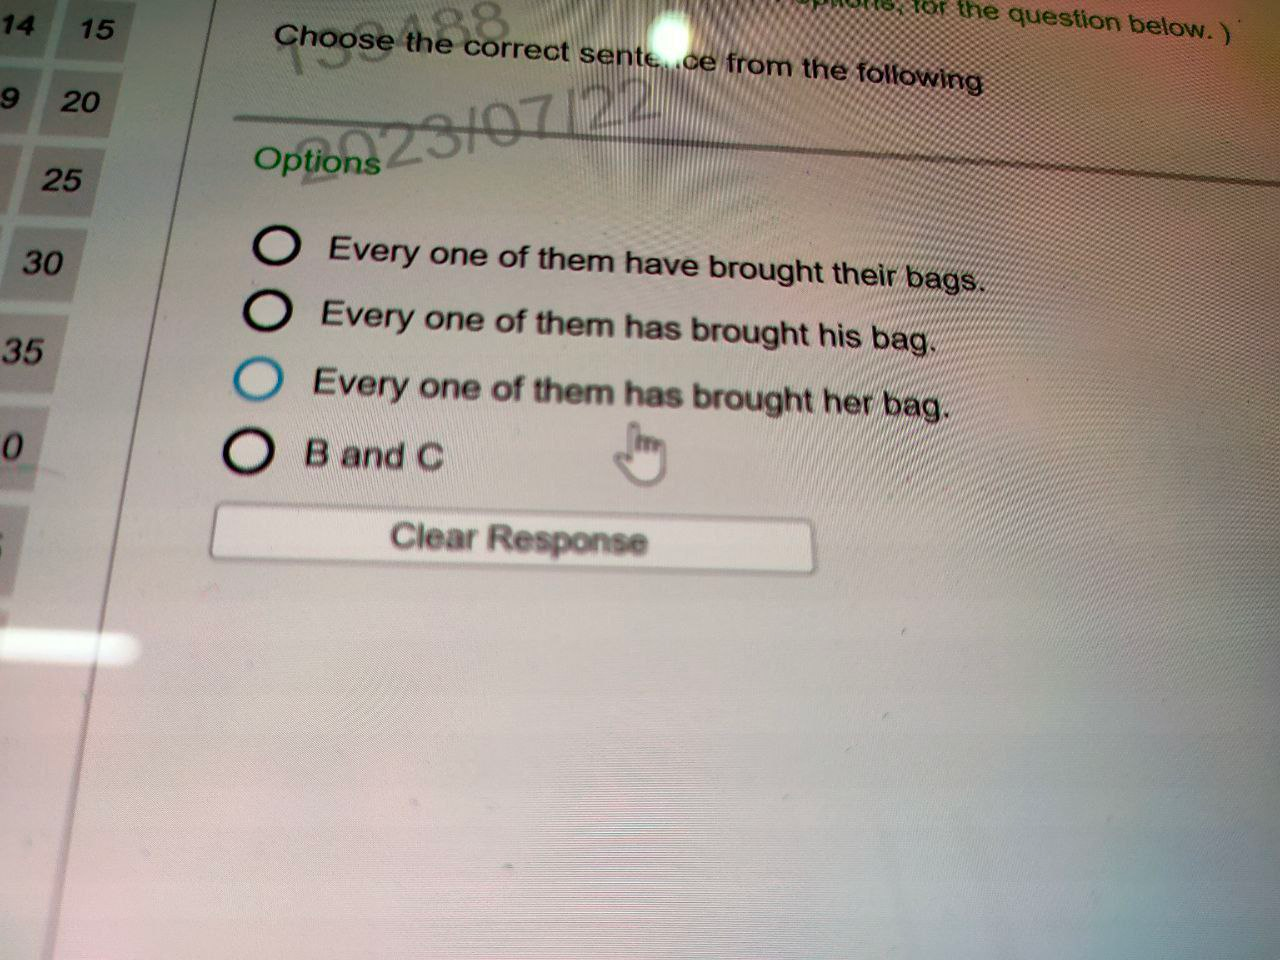 14 15
9 20
25
30
35
0
for the question below. )
Choose the correct sentence from the following
2023/07/22
Options
Every one of them have brought their bags.
Every one of them has brought his bag.
Every one of them has brought her bag.
B and C
Clear Response